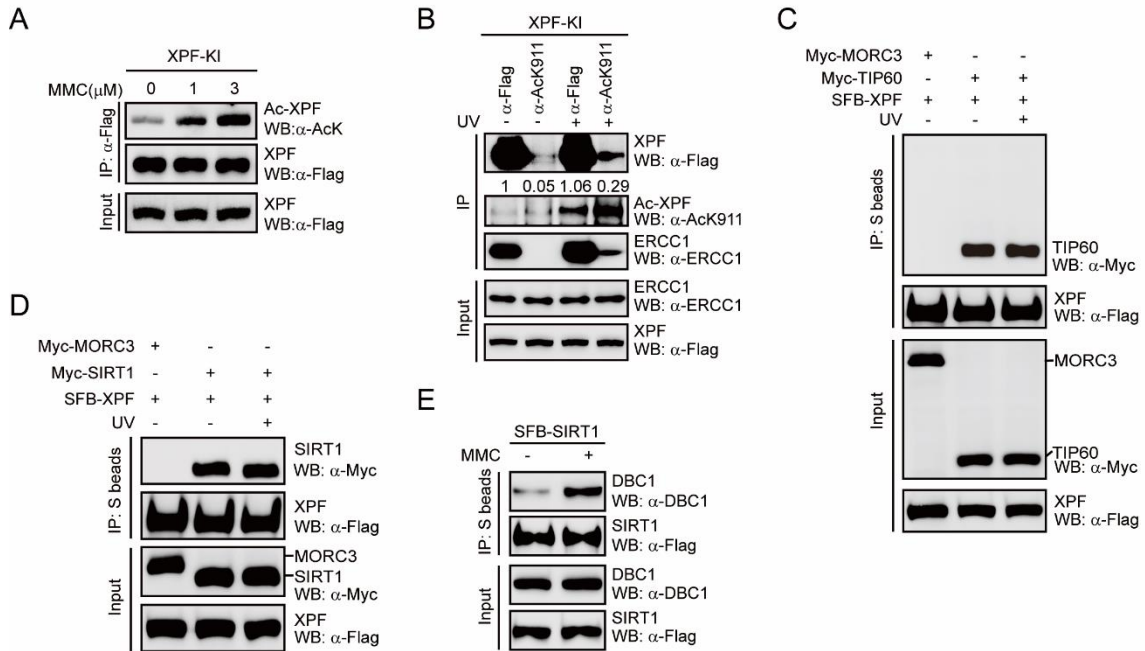 A
XPF-KI
MMC(μM) 0 1 3
IP: α-Flag
Ac-XPF
WB:α-AcK
XPF
WB:α-Flag
Input
XPF
WB:α-Flag
B
XPF-KI
α-Flag α-AcK911 α-Flag α-AcK911
UV - - + +
IP
XPF
WB: α-Flag
1 0.05 1.06 0.29
Ac-XPF
WB: α-AcK911
ERCC1
WB: α-ERCC1
Input
ERCC1
WB: α-ERCC1
XPF
WB: α-Flag
C
Myc-MORC3 + - -
Myc-TIP60 - + +
SFB-XPF + + +
UV - - +
IP: S beads
TIP60
WB: α-Myc
XPF
WB: α-Flag
Input
MORC3
TIP60
WB: α-Myc
XPF
WB: α-Flag
D
Myc-MORC3 + - -
Myc-SIRT1 - + +
SFB-XPF + + +
UV - - +
IP: S beads
SIRT1
WB: α-Myc
XPF
WB: α-Flag
Input
MORC3
SIRT1
WB: α-Myc
XPF
WB: α-Flag
E
SFB-SIRT1
MMC - +
IP: S beads
DBC1
WB: α-DBC1
SIRT1
WB: α-Flag
Input
DBC1
WB: α-DBC1
SIRT1
WB: α-Flag